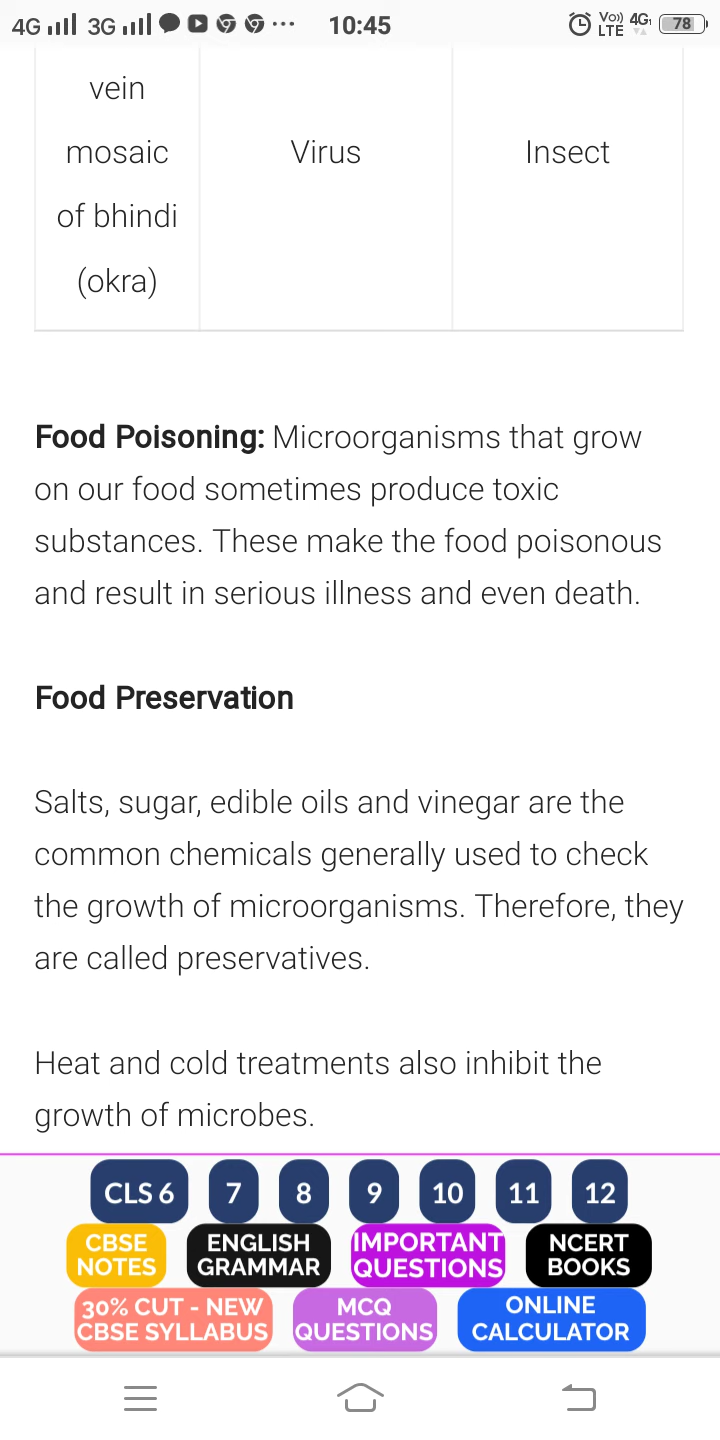 4G 3G 10:45 Vo)) LTE 4G 78
vein
mosaic Virus Insect
of bhindi
(okra)
Food Poisoning: Microorganisms that grow
on our food sometimes produce toxic
substances. These make the food poisonous
and result in serious illness and even death.
Food Preservation
Salts, sugar, edible oils and vinegar are the
common chemicals generally used to check
the growth of microorganisms. Therefore, they
are called preservatives.
Heat and cold treatments also inhibit the
growth of microbes.
CLS 6 7 8 9 10 11 12
CBSE NOTES ENGLISH GRAMMAR IMPORTANT QUESTIONS NCERT BOOKS
30% CUT - NEW CBSE SYLLABUS MCQ QUESTIONS ONLINE CALCULATOR